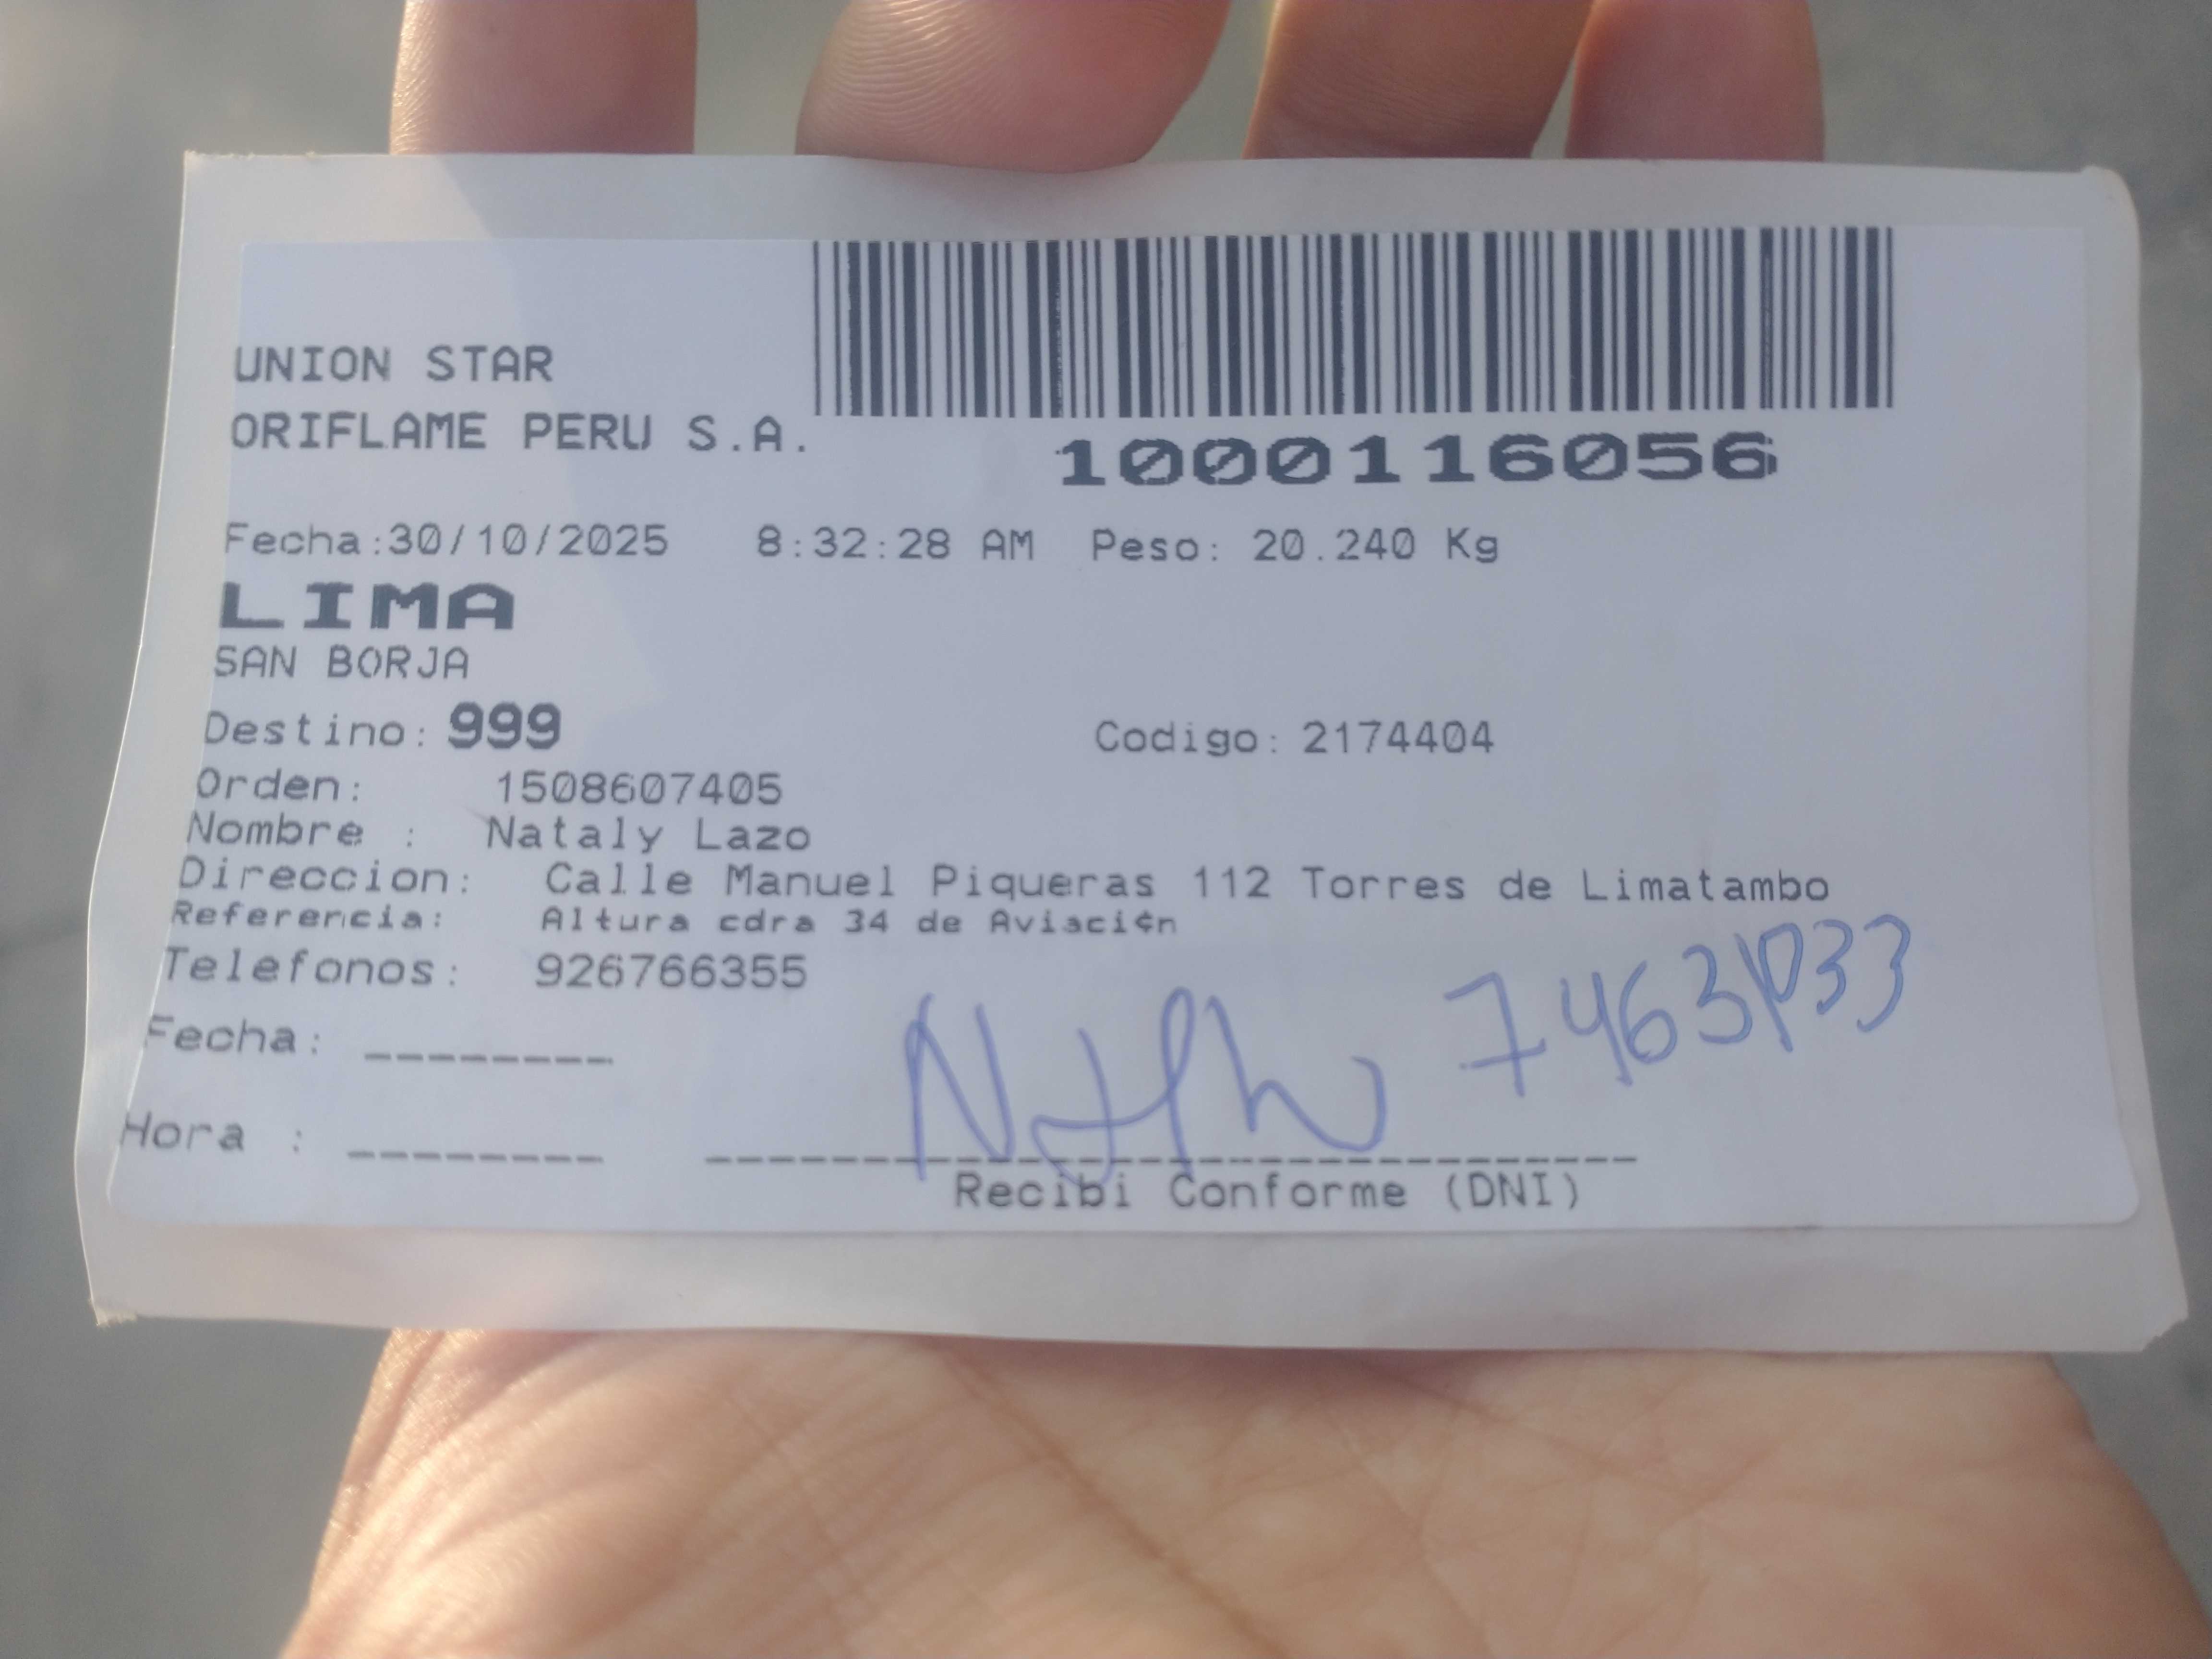 UNION STAR
ORIFLAME PERU S.A.
1000116056
Fecha:30/10/2025 8:32:28 AM Peso: 20.240 Kg
LIMA
SAN BORJA
Destino: 999 Codigo: 2174404
Orden: 1508607405
Nombre : Nataly Lazo
Direccion: Calle Manuel Piqueras 112 Torres de Limatambo
Referencia: Altura cdra 34 de Aviaci¢n
Telefonos: 926766355
Fecha: ________
Hora : ________
Recibi Conforme (DNI)